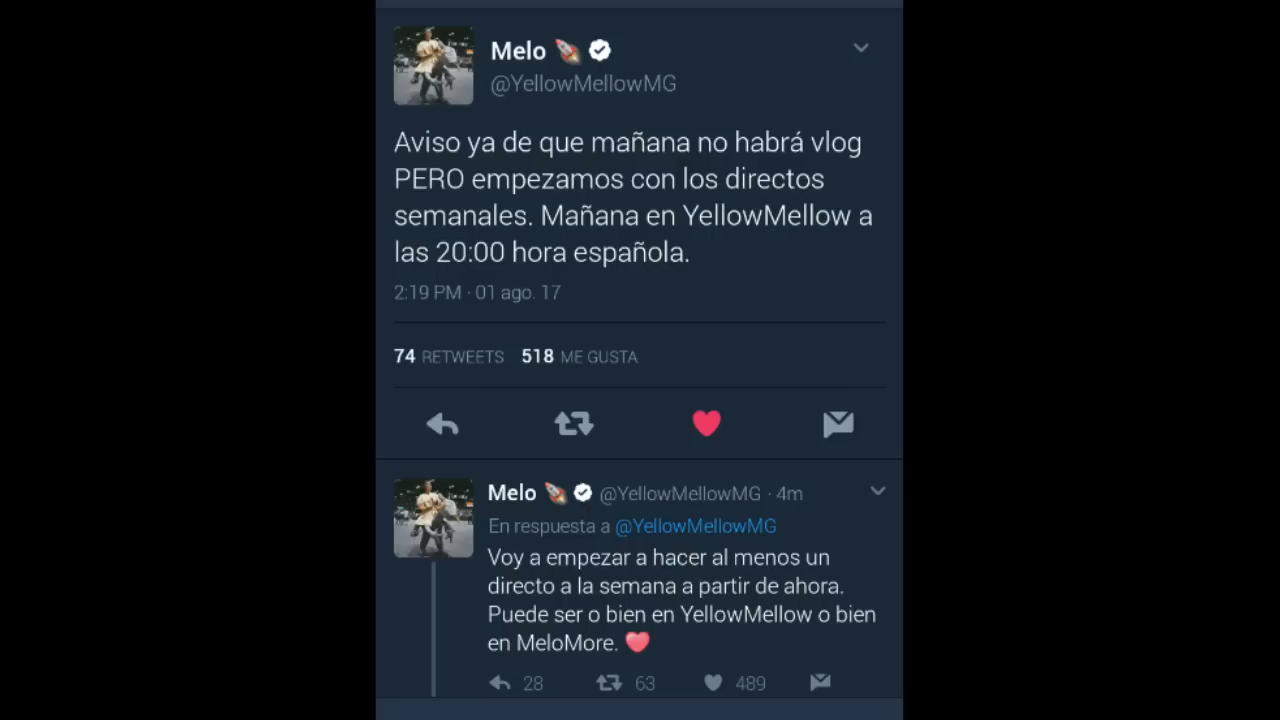 Melo 🚀
@YellowMellowMG
Aviso ya de que mañana no habrá vlog
PERO empezamos con los directos
semanales. Mañana en YellowMellow a
las 20:00 hora española.
2:19 PM · 01 ago. 17
74 RETWEETS 518 ME GUSTA
Melo 🚀 @YellowMellowMG · 4m
En respuesta a @YellowMellowMG
Voy a empezar a hacer al menos un
directo a la semana a partir de ahora.
Puede ser o bien en YellowMellow o bien
en MeloMore. ❤️
28 63 489